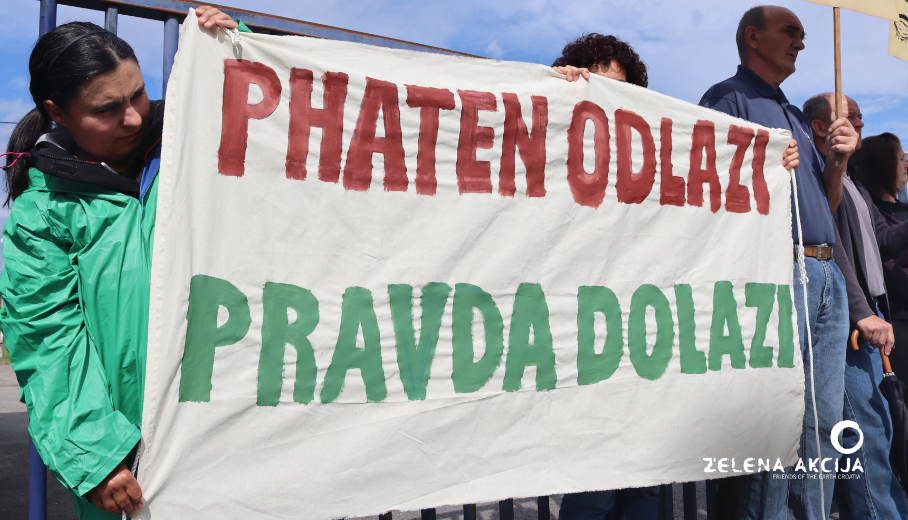 PHATEN ODLAZI
PRAVDA DOLAZI
ZELENA AKCIJA
FRIENDS OF THE EARTH CROATIA